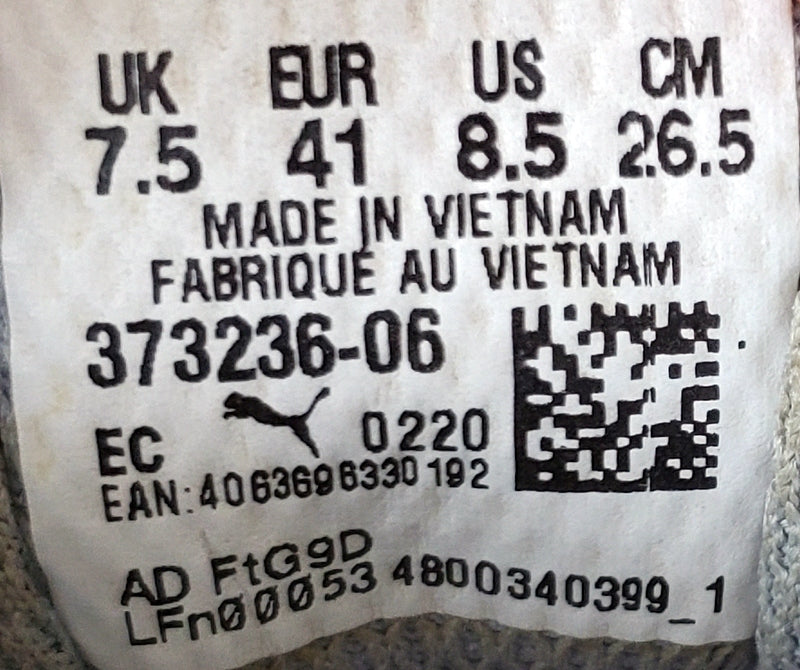 UK EUR US CM
7.5 41 8.5 26.5
MADE IN VIETNAM
FABRIQUÉ AU VIETNAM
373236-06
EC 0220
EAN:4063696330192
AD FtG9D
LFn00053 4800340399_1